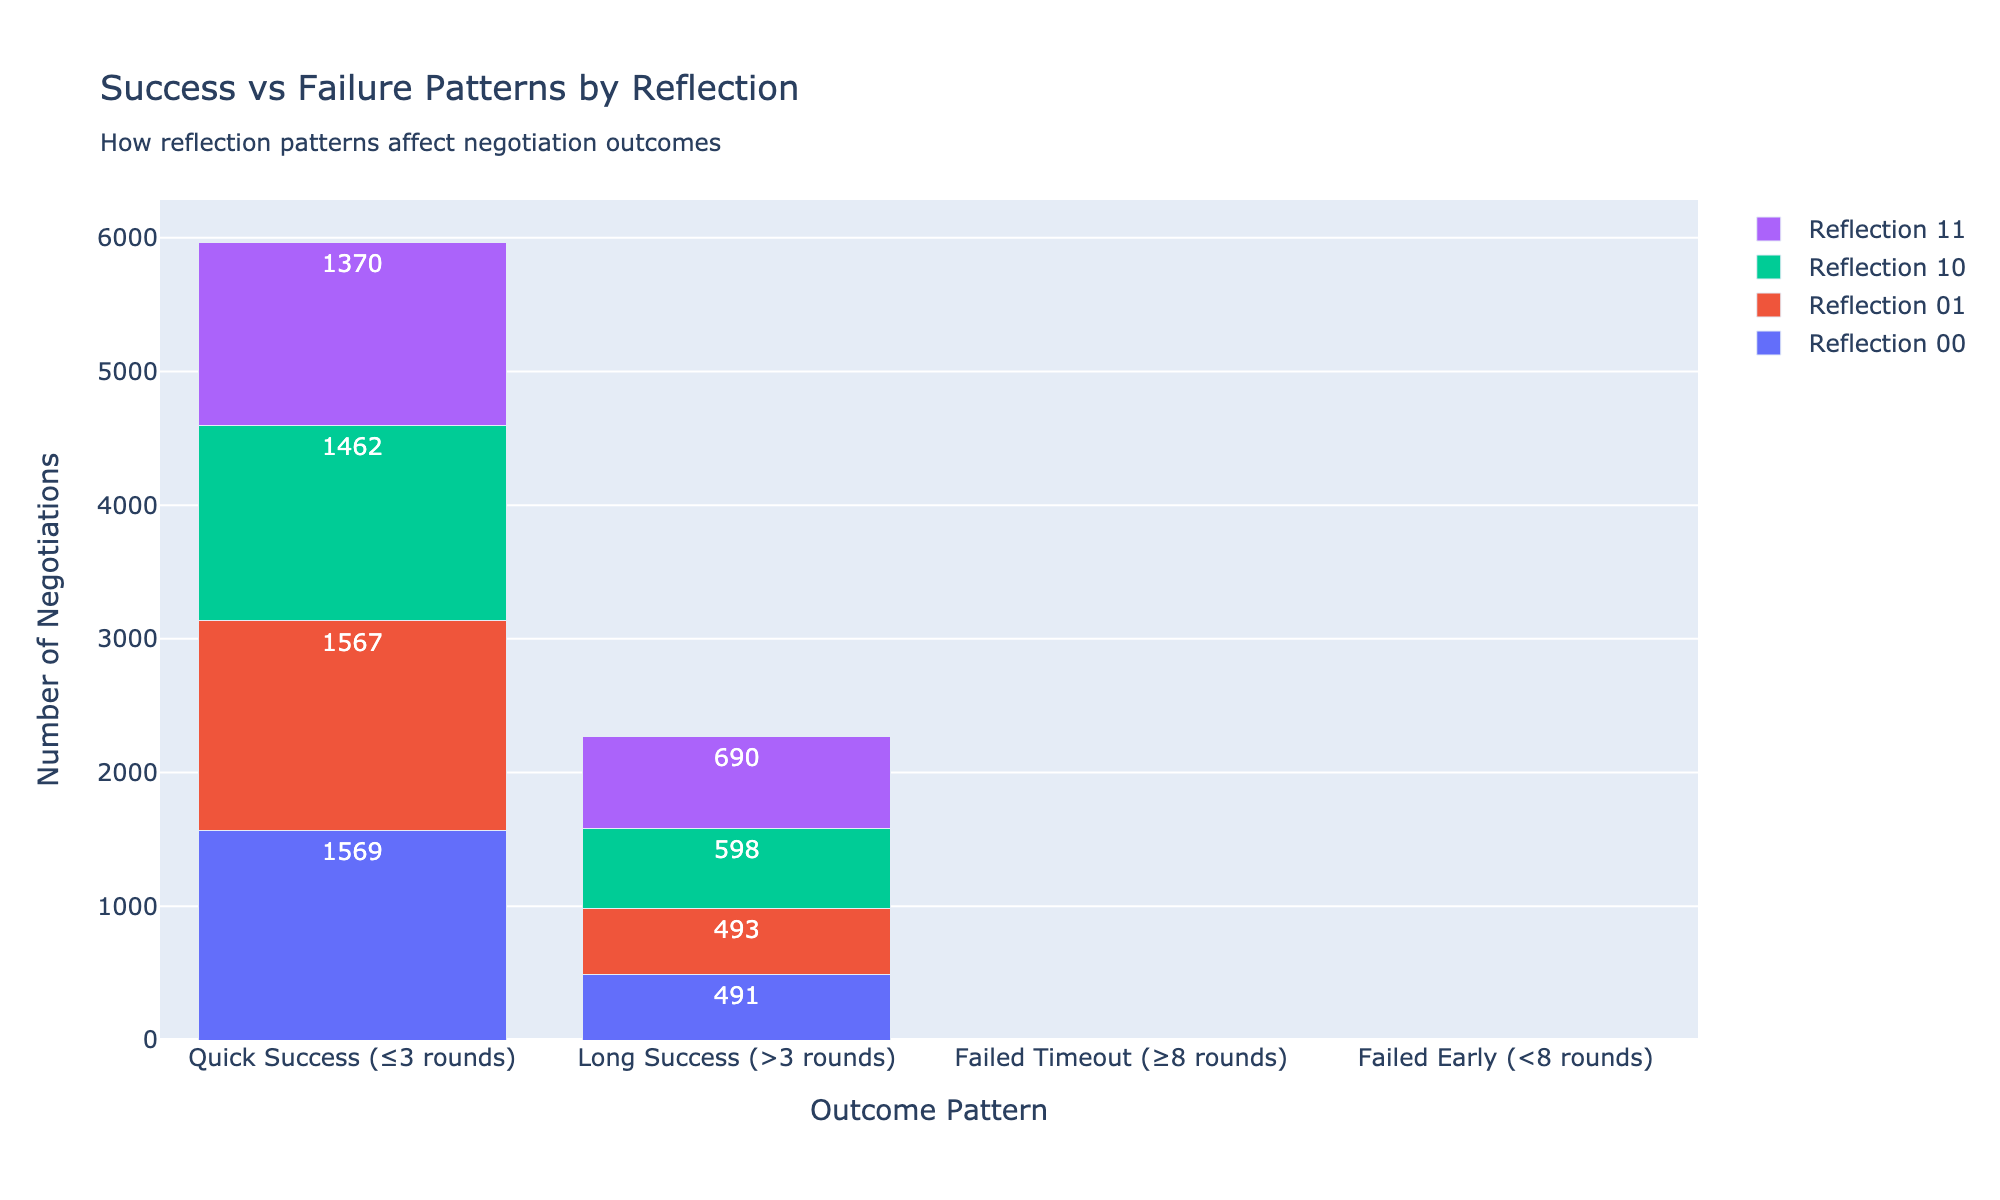 Success vs Failure Patterns by Reflection
How reflection patterns affect negotiation outcomes
Reflection 11
Reflection 10
Reflection 01
Reflection 00
Number of Negotiations
6000
5000
4000
3000
2000
1000
0
1370
1462
1567
1569
690
598
493
491
Quick Success (≤3 rounds)
Long Success (>3 rounds)
Failed Timeout (≥8 rounds)
Failed Early (<8 rounds)
Outcome Pattern